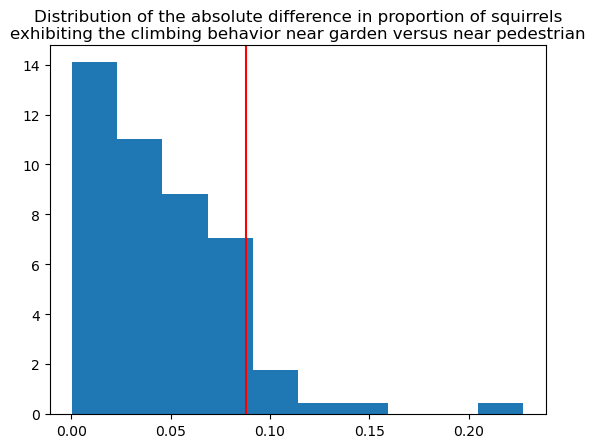 Distribution of the absolute difference in proportion of squirrels
exhibiting the climbing behavior near garden versus near pedestrian
14
12
10
8
6
4
2
0
0.00 0.05 0.10 0.15 0.20